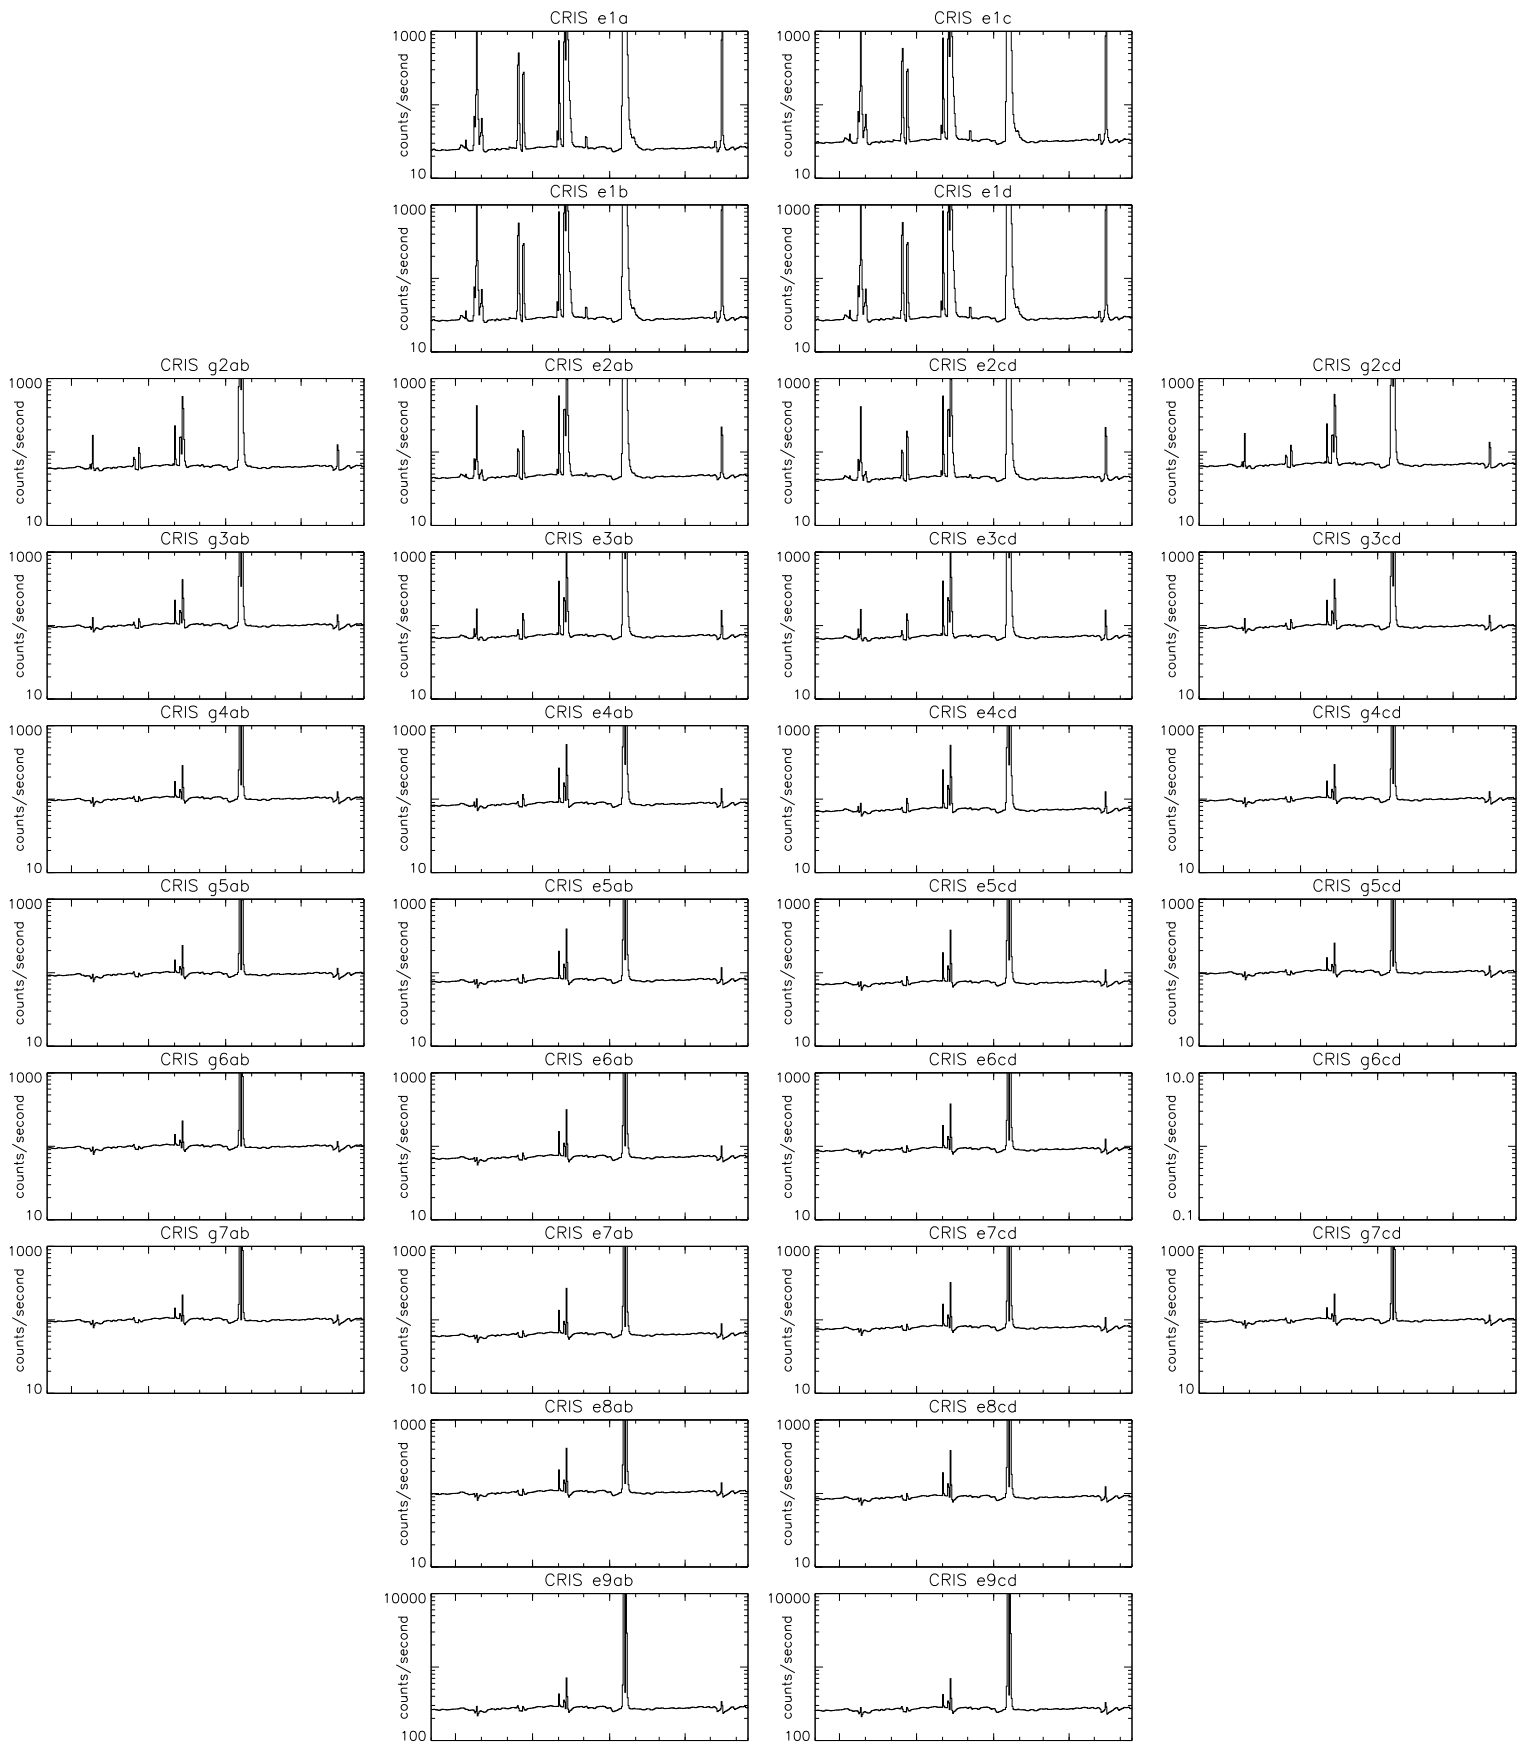 CRIS e1a CRIS e1c
1000 1000
counts/second counts/second
10 10
CRIS e1b CRIS e1d
1000 1000
counts/second counts/second
10 10
CRIS g2ab CRIS e2ab CRIS e2cd CRIS g2cd
1000 1000 1000 1000
counts/second counts/second counts/second counts/second
10 10 10 10
CRIS g3ab CRIS e3ab CRIS e3cd CRIS g3cd
1000 1000 1000 1000
counts/second counts/second counts/second counts/second
10 10 10 10
CRIS g4ab CRIS e4ab CRIS e4cd CRIS g4cd
1000 1000 1000 1000
counts/second counts/second counts/second counts/second
10 10 10 10
CRIS g5ab CRIS e5ab CRIS e5cd CRIS g5cd
1000 1000 1000 1000
counts/second counts/second counts/second counts/second
10 10 10 10
CRIS g6ab CRIS e6ab CRIS e6cd CRIS g6cd
1000 1000 1000 10.0
counts/second counts/second counts/second counts/second
10 10 10 0.1
CRIS g7ab CRIS e7ab CRIS e7cd CRIS g7cd
1000 1000 1000 1000
counts/second counts/second counts/second counts/second
10 10 10 10
CRIS e8ab CRIS e8cd
1000 1000
counts/second counts/second
10 10
CRIS e9ab CRIS e9cd
10000 10000
counts/second counts/second
100 100